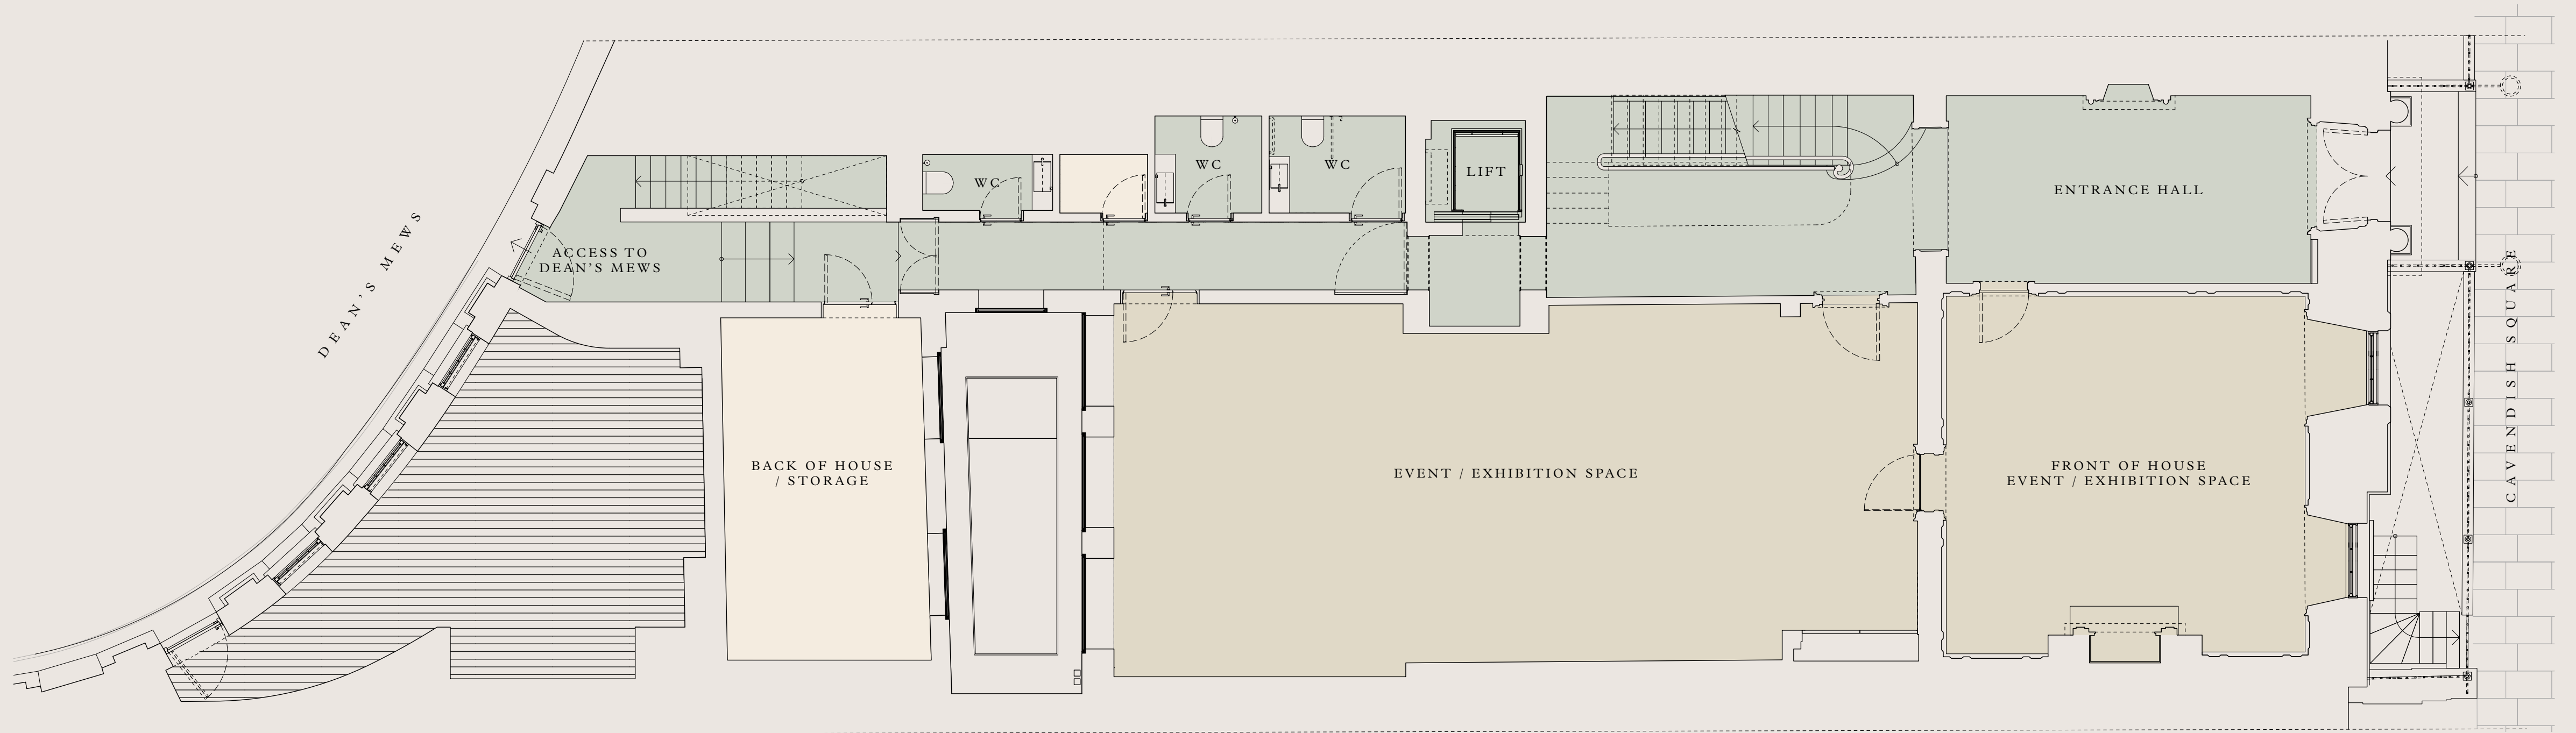 DEAN'S MEWS
ACCESS TO
DEAN'S MEWS
WC
WC
WC
LIFT
ENTRANCE HALL
BACK OF HOUSE
/ STORAGE
EVENT / EXHIBITION SPACE
FRONT OF HOUSE
EVENT / EXHIBITION SPACE
CAVENDISH SQUARE